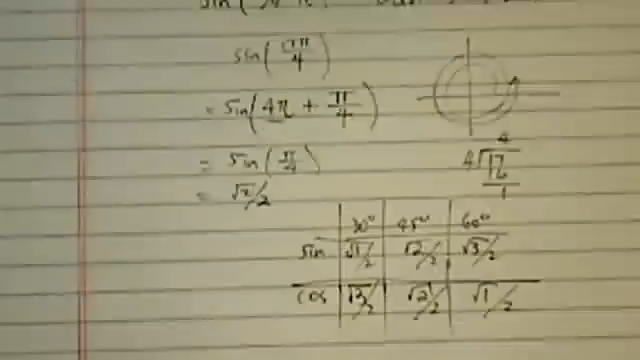 sin(17π/4)
= sin(4π + π/4)
= sin(π/4)
= √2/2
4
4√17
1
30° 45° 60°
sin √1/2 √2/2 √3/2
cos √3/2 √2/2 √1/2